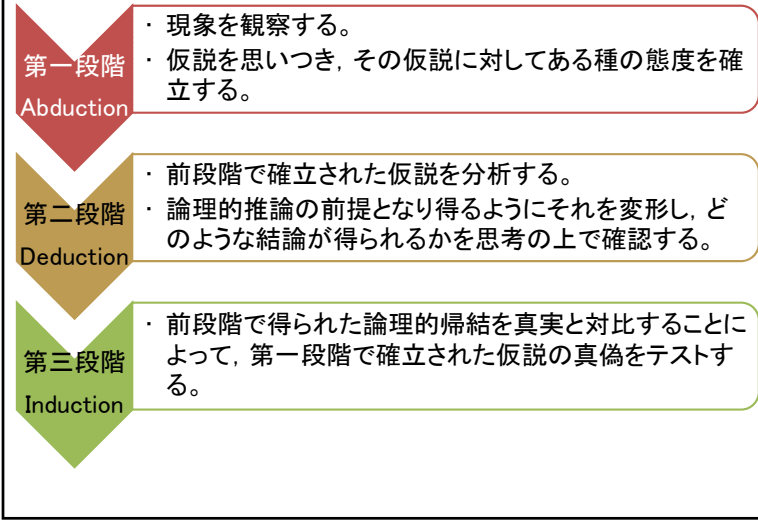 第一段階
Abduction
· 現象を観察する。
· 仮説を思いつき，その仮説に対してある種の態度を確
立する。
第二段階
Deduction
· 前段階で確立された仮説を分析する。
· 論理的推論の前提となり得るようにそれを変形し，ど
のような結論が得られるかを思考の上で確認する。
第三段階
Induction
· 前段階で得られた論理的帰結を真実と対比することに
よって，第一段階で確立された仮説の真偽をテストす
る。